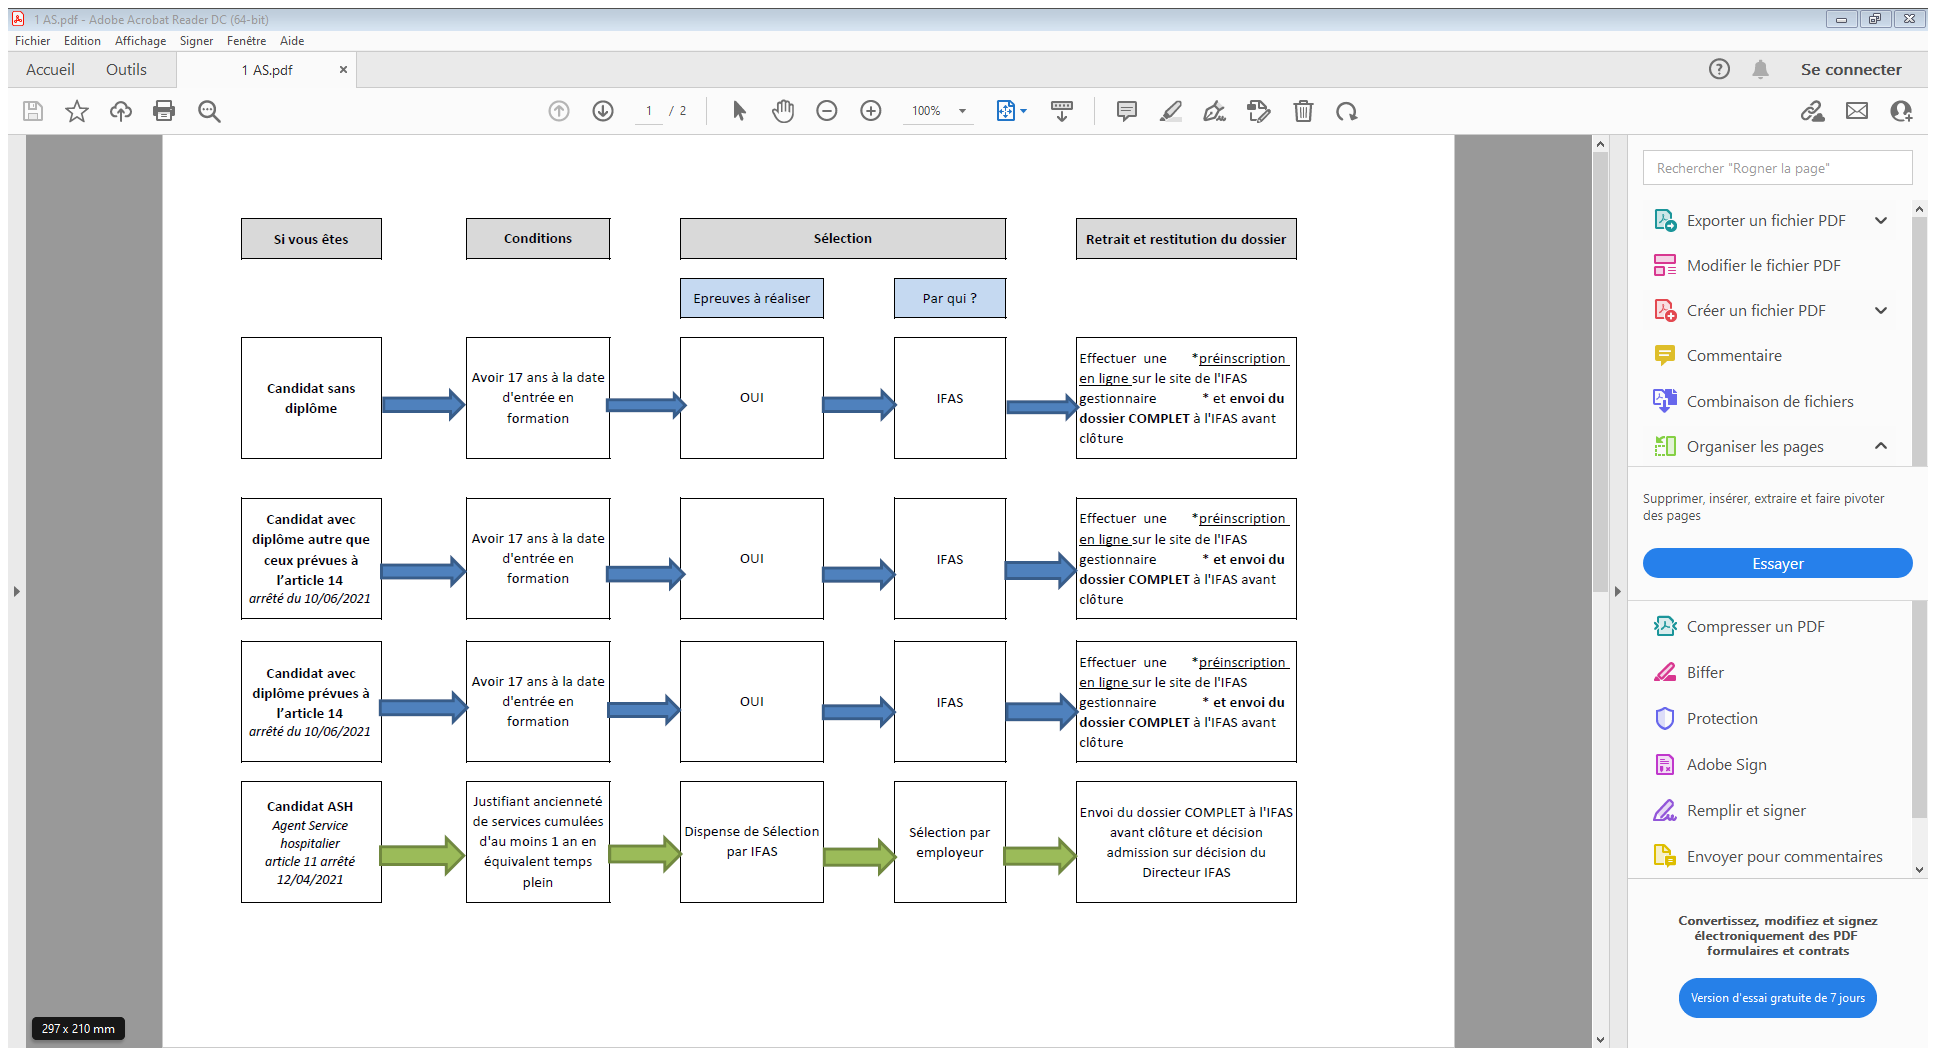 1 AS.pdf - Adobe Acrobat Reader DC (64-bit)
Fichier Edition Affichage Signer Fenêtre Aide
Accueil Outils 1 AS.pdf × Se connecter
1 / 2 100%
Si vous êtes Conditions Sélection Retrait et restitution du dossier
Epreuves à réaliser Par qui ?
Candidat sans
diplôme
Avoir 17 ans à la date
d'entrée en
formation
OUI
IFAS
Effectuer une *préinscription
en ligne sur le site de l'IFAS
gestionnaire * et envoi du
dossier COMPLET à l'IFAS avant
clôture
Candidat avec
diplôme autre que
ceux prévues à
l’article 14
arrêté du 10/06/2021
Avoir 17 ans à la date
d'entrée en
formation
OUI
IFAS
Effectuer une *préinscription
en ligne sur le site de l'IFAS
gestionnaire * et envoi du
dossier COMPLET à l'IFAS avant
clôture
Candidat avec
diplôme prévues à
l’article 14
arrêté du 10/06/2021
Avoir 17 ans à la date
d'entrée en
formation
OUI
IFAS
Effectuer une *préinscription
en ligne sur le site de l'IFAS
gestionnaire * et envoi du
dossier COMPLET à l'IFAS avant
clôture
Candidat ASH
Agent Service
hospitalier
article 11 arrêté
12/04/2021
Justifiant ancienneté
de services cumulées
d'au moins 1 an en
équivalent temps
plein
Dispense de Sélection
par IFAS
Sélection par
employeur
Envoi du dossier COMPLET à l'IFAS
avant clôture et décision
admission sur décision du
Directeur IFAS
297 x 210 mm
Rechercher "Rogner la page"
Exporter un fichier PDF
Modifier le fichier PDF
Créer un fichier PDF
Commentaire
Combinaison de fichiers
Organiser les pages
Supprimer, insérer, extraire et faire pivoter
des pages
Essayer
Compresser un PDF
Biffer
Protection
Adobe Sign
Remplir et signer
Envoyer pour commentaires
Convertissez, modifiez et signez
électroniquement des PDF
formulaires et contrats
Version d'essai gratuite de 7 jours